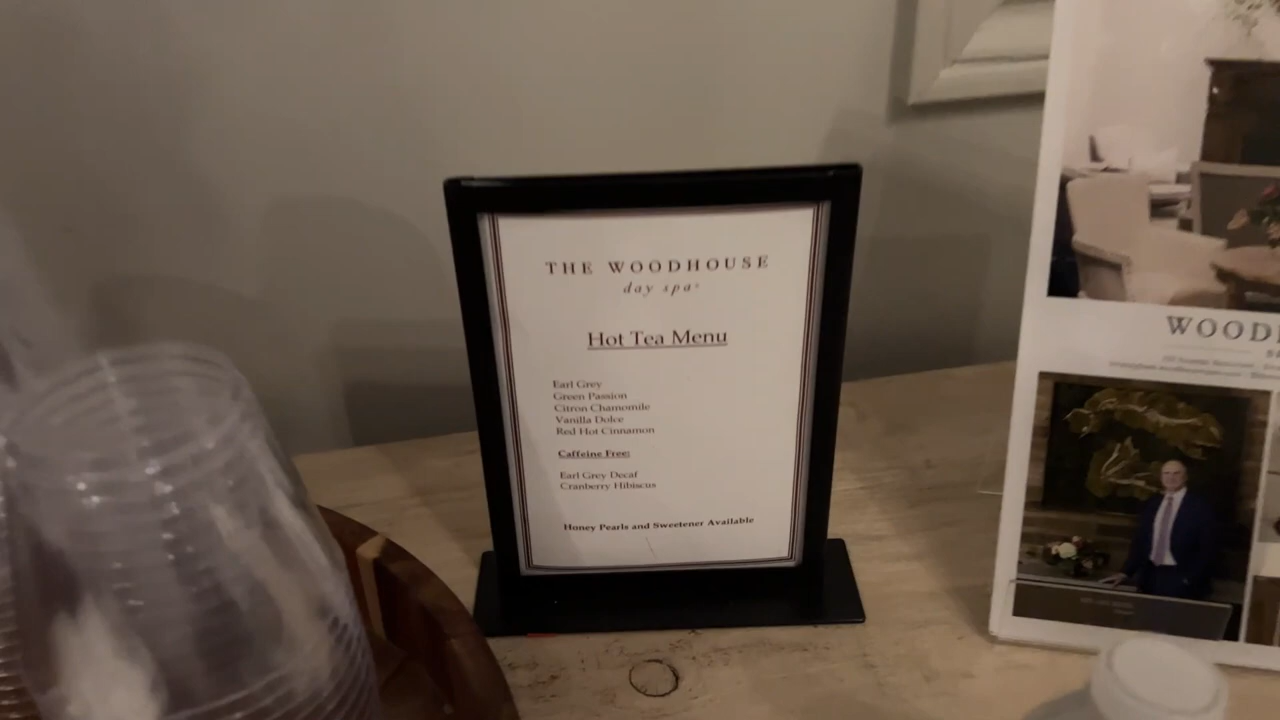 THE WOODHOUSE
day spa
Hot Tea Menu
Earl Grey
Green Passion
Citron Chamomile
Vanilla Dolce
Red Hot Cinnamon
Caffeine Free:
Earl Grey Decaf
Cranberry Hibiscus
Honey Pearls and Sweetener Available
WOOD